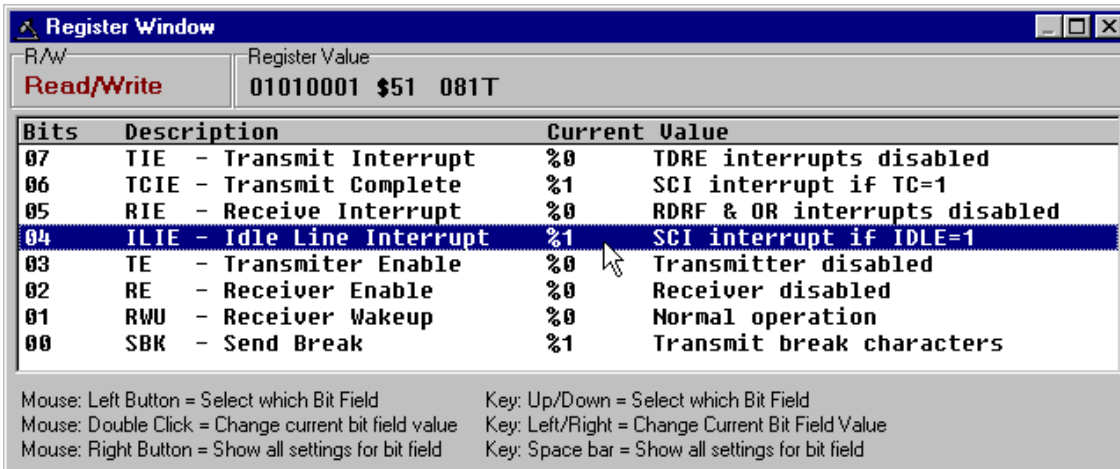 Register Window
R/W
Register Value
Read/Write
01010001 $51 081T
Bits Description Current Value
07 TIE - Transmit Interrupt %0 TDRE interrupts disabled
06 TCIE - Transmit Complete %1 SCI interrupt if TC=1
05 RIE - Receive Interrupt %0 RDRF & OR interrupts disabled
04 ILIE - Idle Line Interrupt %1 SCI interrupt if IDLE=1
03 TE - Transmiter Enable %0 Transmitter disabled
02 RE - Receiver Enable %0 Receiver disabled
01 RWU - Receiver Wakeup %0 Normal operation
00 SBK - Send Break %1 Transmit break characters
Mouse: Left Button = Select which Bit Field Key: Up/Down = Select Bit Field
Mouse: Double Click = Change current bit field value Key: Left/Right = Change Current Bit Field Value
Mouse: Right Button = Show all settings for bit field Key: Space bar = Show all settings for bit field